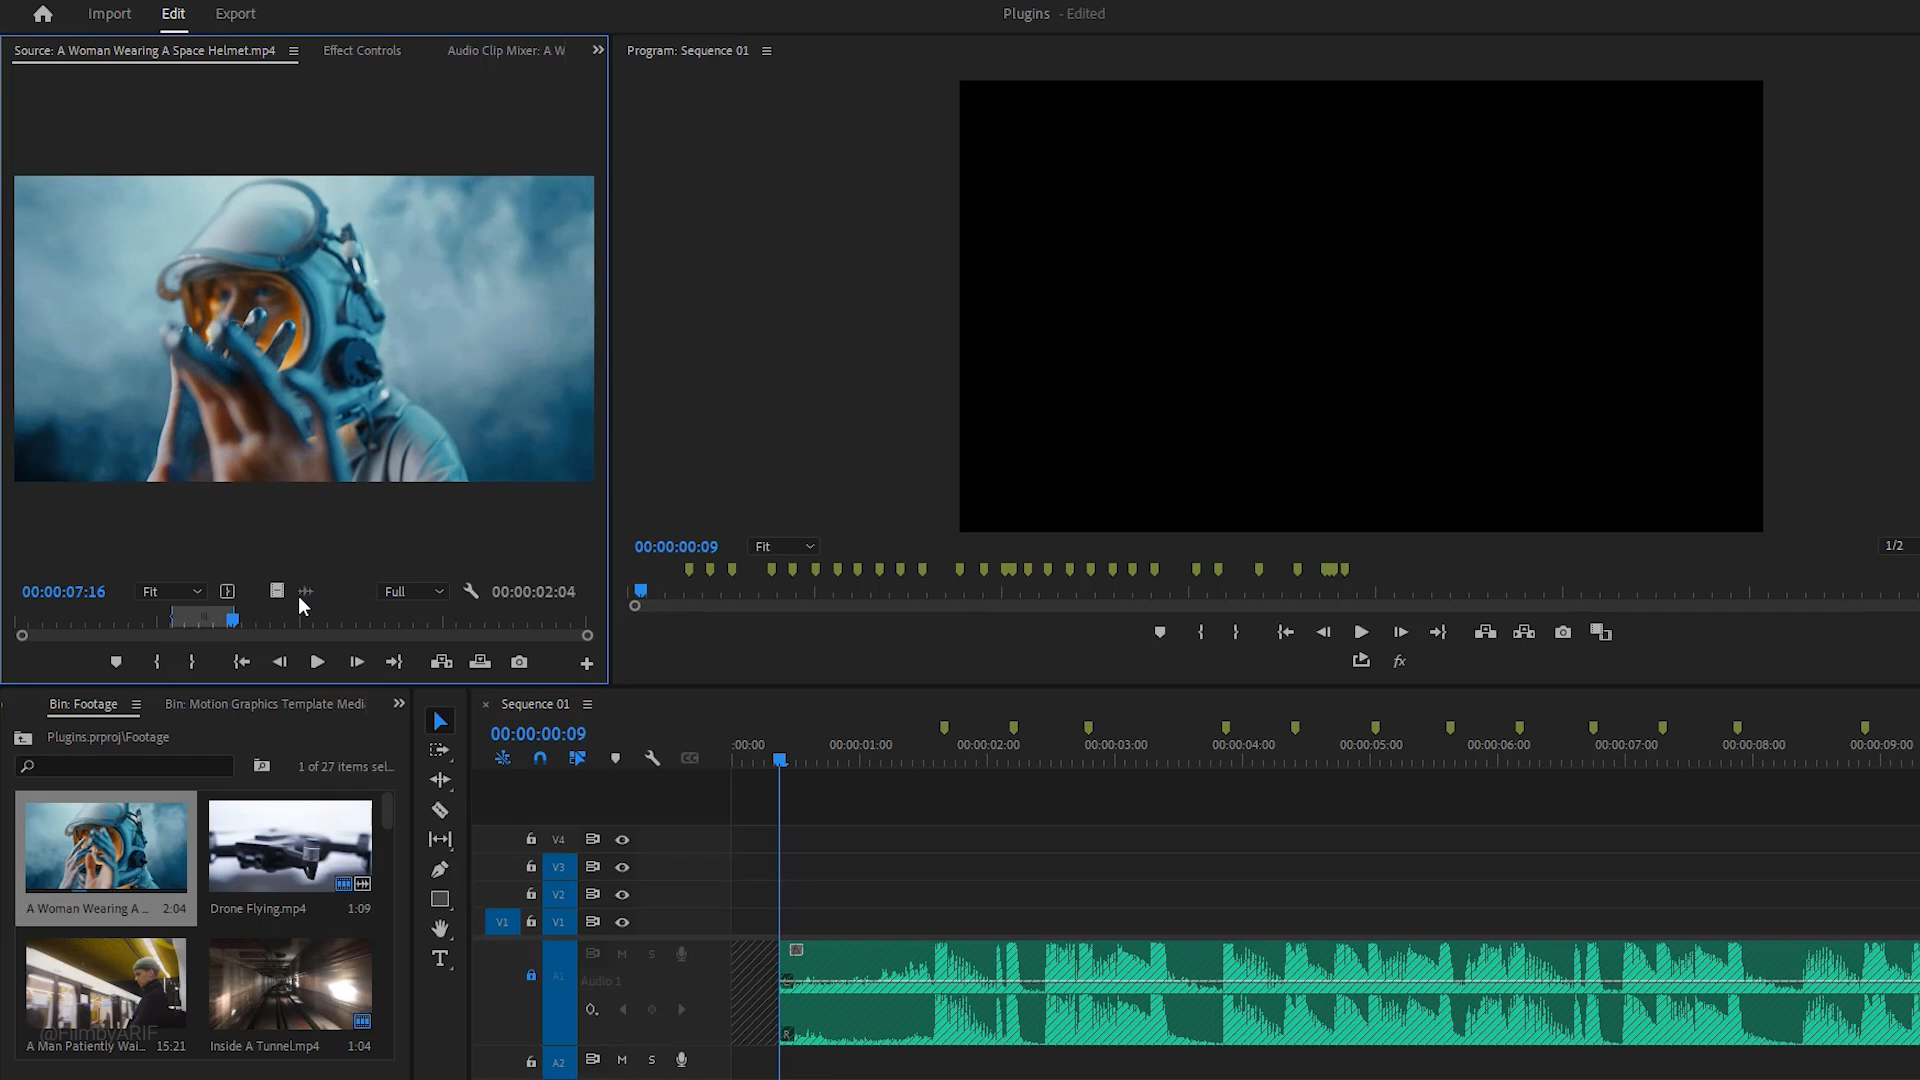 Import
Edit
Export
Plugins - Edited
Source: A Woman Wearing A Space Helmet.mp4
Effect Controls
Audio Clip Mixer: A W
Program: Sequence 01
00:00:00:09
Fit
1/2
00:00:07:16
Fit
Full
00:00:02:04
fx
Bin: Footage
Bin: Motion Graphics Template Medi
Plugins.prproj\Footage
1 of 27 items sel...
A Woman Wearing A ... 2:04
Drone Flying.mp4 1:09
@FilmbyARIF
A Man Patiently Wai... 15:21
Inside A Tunnel.mp4 1:04
T
× Sequence 01
00:00:00:09
CC
:00:00
00:00:01:00
00:00:02:00
00:00:03:00
00:00:04:00
00:00:05:00
00:00:06:00
00:00:07:00
00:00:08:00
00:00:09:00
V4
V3
V2
V1 V1
A1 M S
Audio 1
L
R
A2 M S